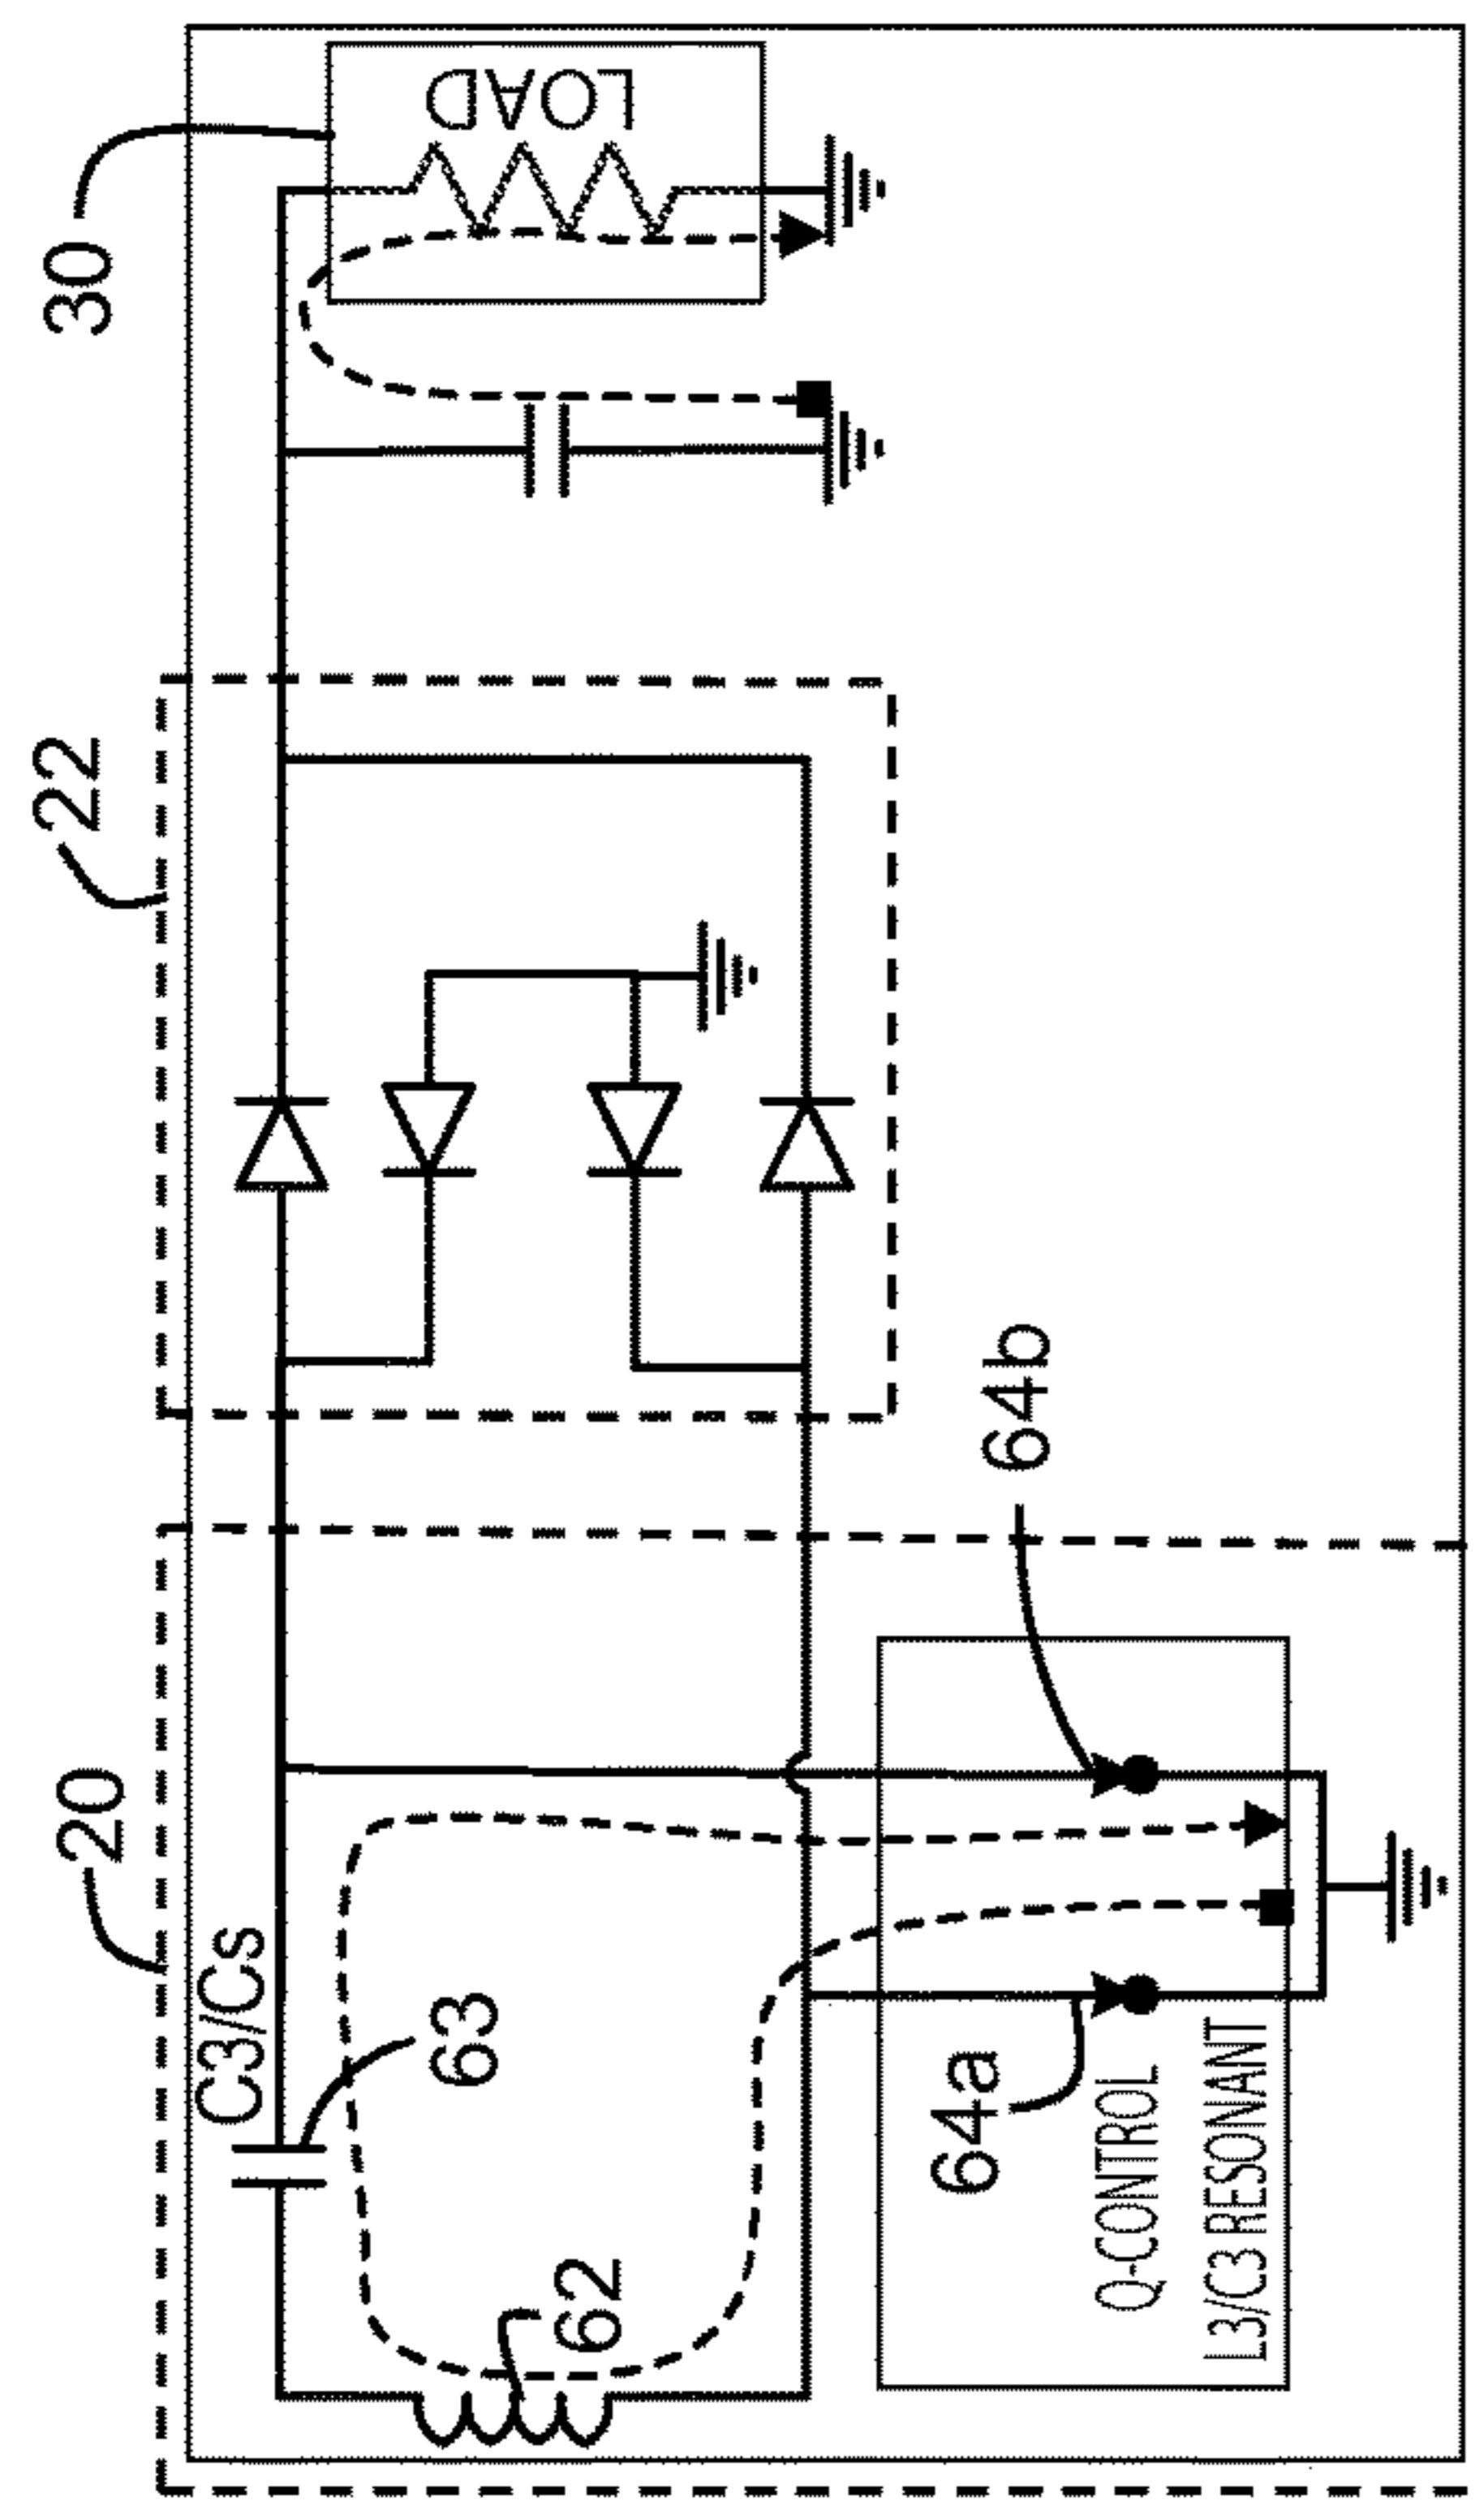 20
22
30
C3/Cs
63
62
LOAD
64a
64b
Q-CONTROL
L3/C3 RESONANT